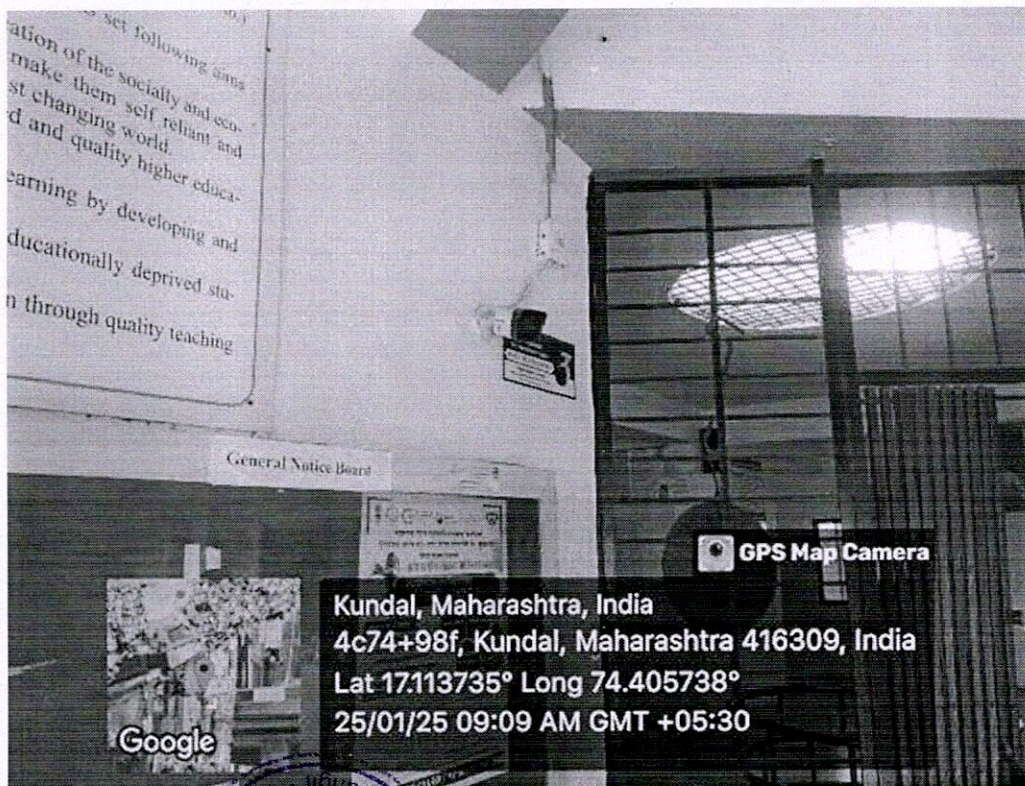 set following aims
ation of the socially and eco-
make them self reliant and
st changing world.
d and quality higher educa-
earning by developing and
ducationally deprived stu-
n through quality teaching
General Notice Board
GPS Map Camera
Kundal, Maharashtra, India
4c74+98f, Kundal, Maharashtra 416309, India
Lat 17.113735° Long 74.405738°
25/01/25 09:09 AM GMT +05:30
Google